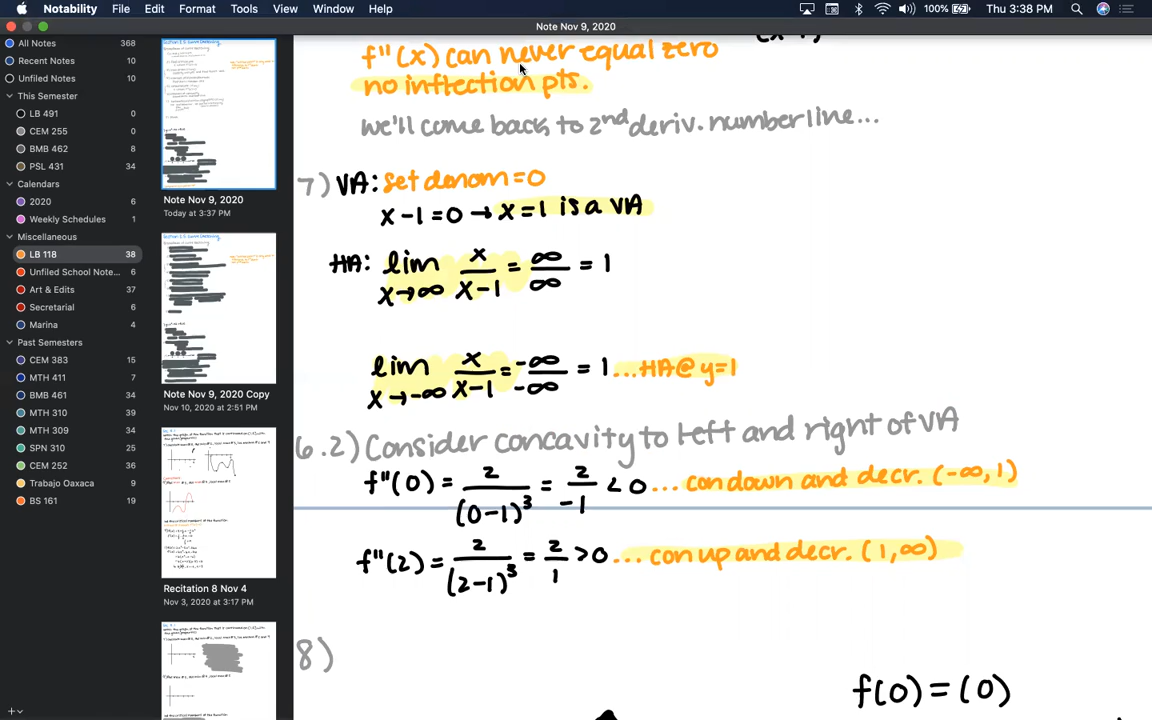 Notability File Edit Format Tools View Window Help 100% Thu 3:38 PM
Note Nov 9, 2020
All Notes 368
Recent Notes 10
Unfiled Notes 10
This Semester
LB 491 0
CEM 255 0
BMB 462 8
PSL 431 34
Calendars
2020 6
Weekly Schedules 1
Miscellaneous
LB 118 38
Unfiled School Note... 6
Art & Edits 37
Secretarial 6
Marina 4
Past Semesters
CEM 383 15
MTH 411 7
BMB 461 34
MTH 310 39
MTH 309 34
SPN 310 25
CEM 252 36
Trabajo Oaxaca 9
BS 161 3
Note Nov 9, 2020
Today at 3:37 PM
Note Nov 9, 2020 Copy
Nov 10, 2020 at 2:51 PM
Recitation 8 Nov 4
Nov 3, 2020 at 3:17 PM
f"(x) can never equal zero
no inflection pts.
we'll come back to 2nd deriv. number line...
7) VA: set denom = 0
x - 1 = 0 → x = 1 is a VA
HA: lim x→∞ x/(x-1) = ∞/∞ = 1
lim x→-∞ x/(x-1) = -∞/-∞ = 1 ...HA@ y=1
6.2) Consider concavity to left and right of VA
f"(0) = 2/(0-1)³ = 2/-1 < 0 ... con down and decr. (-∞, 1)
f"(2) = 2/(2-1)³ = 2/1 > 0 ... con up and decr. (1, ∞)
8)
f(0) = (0)